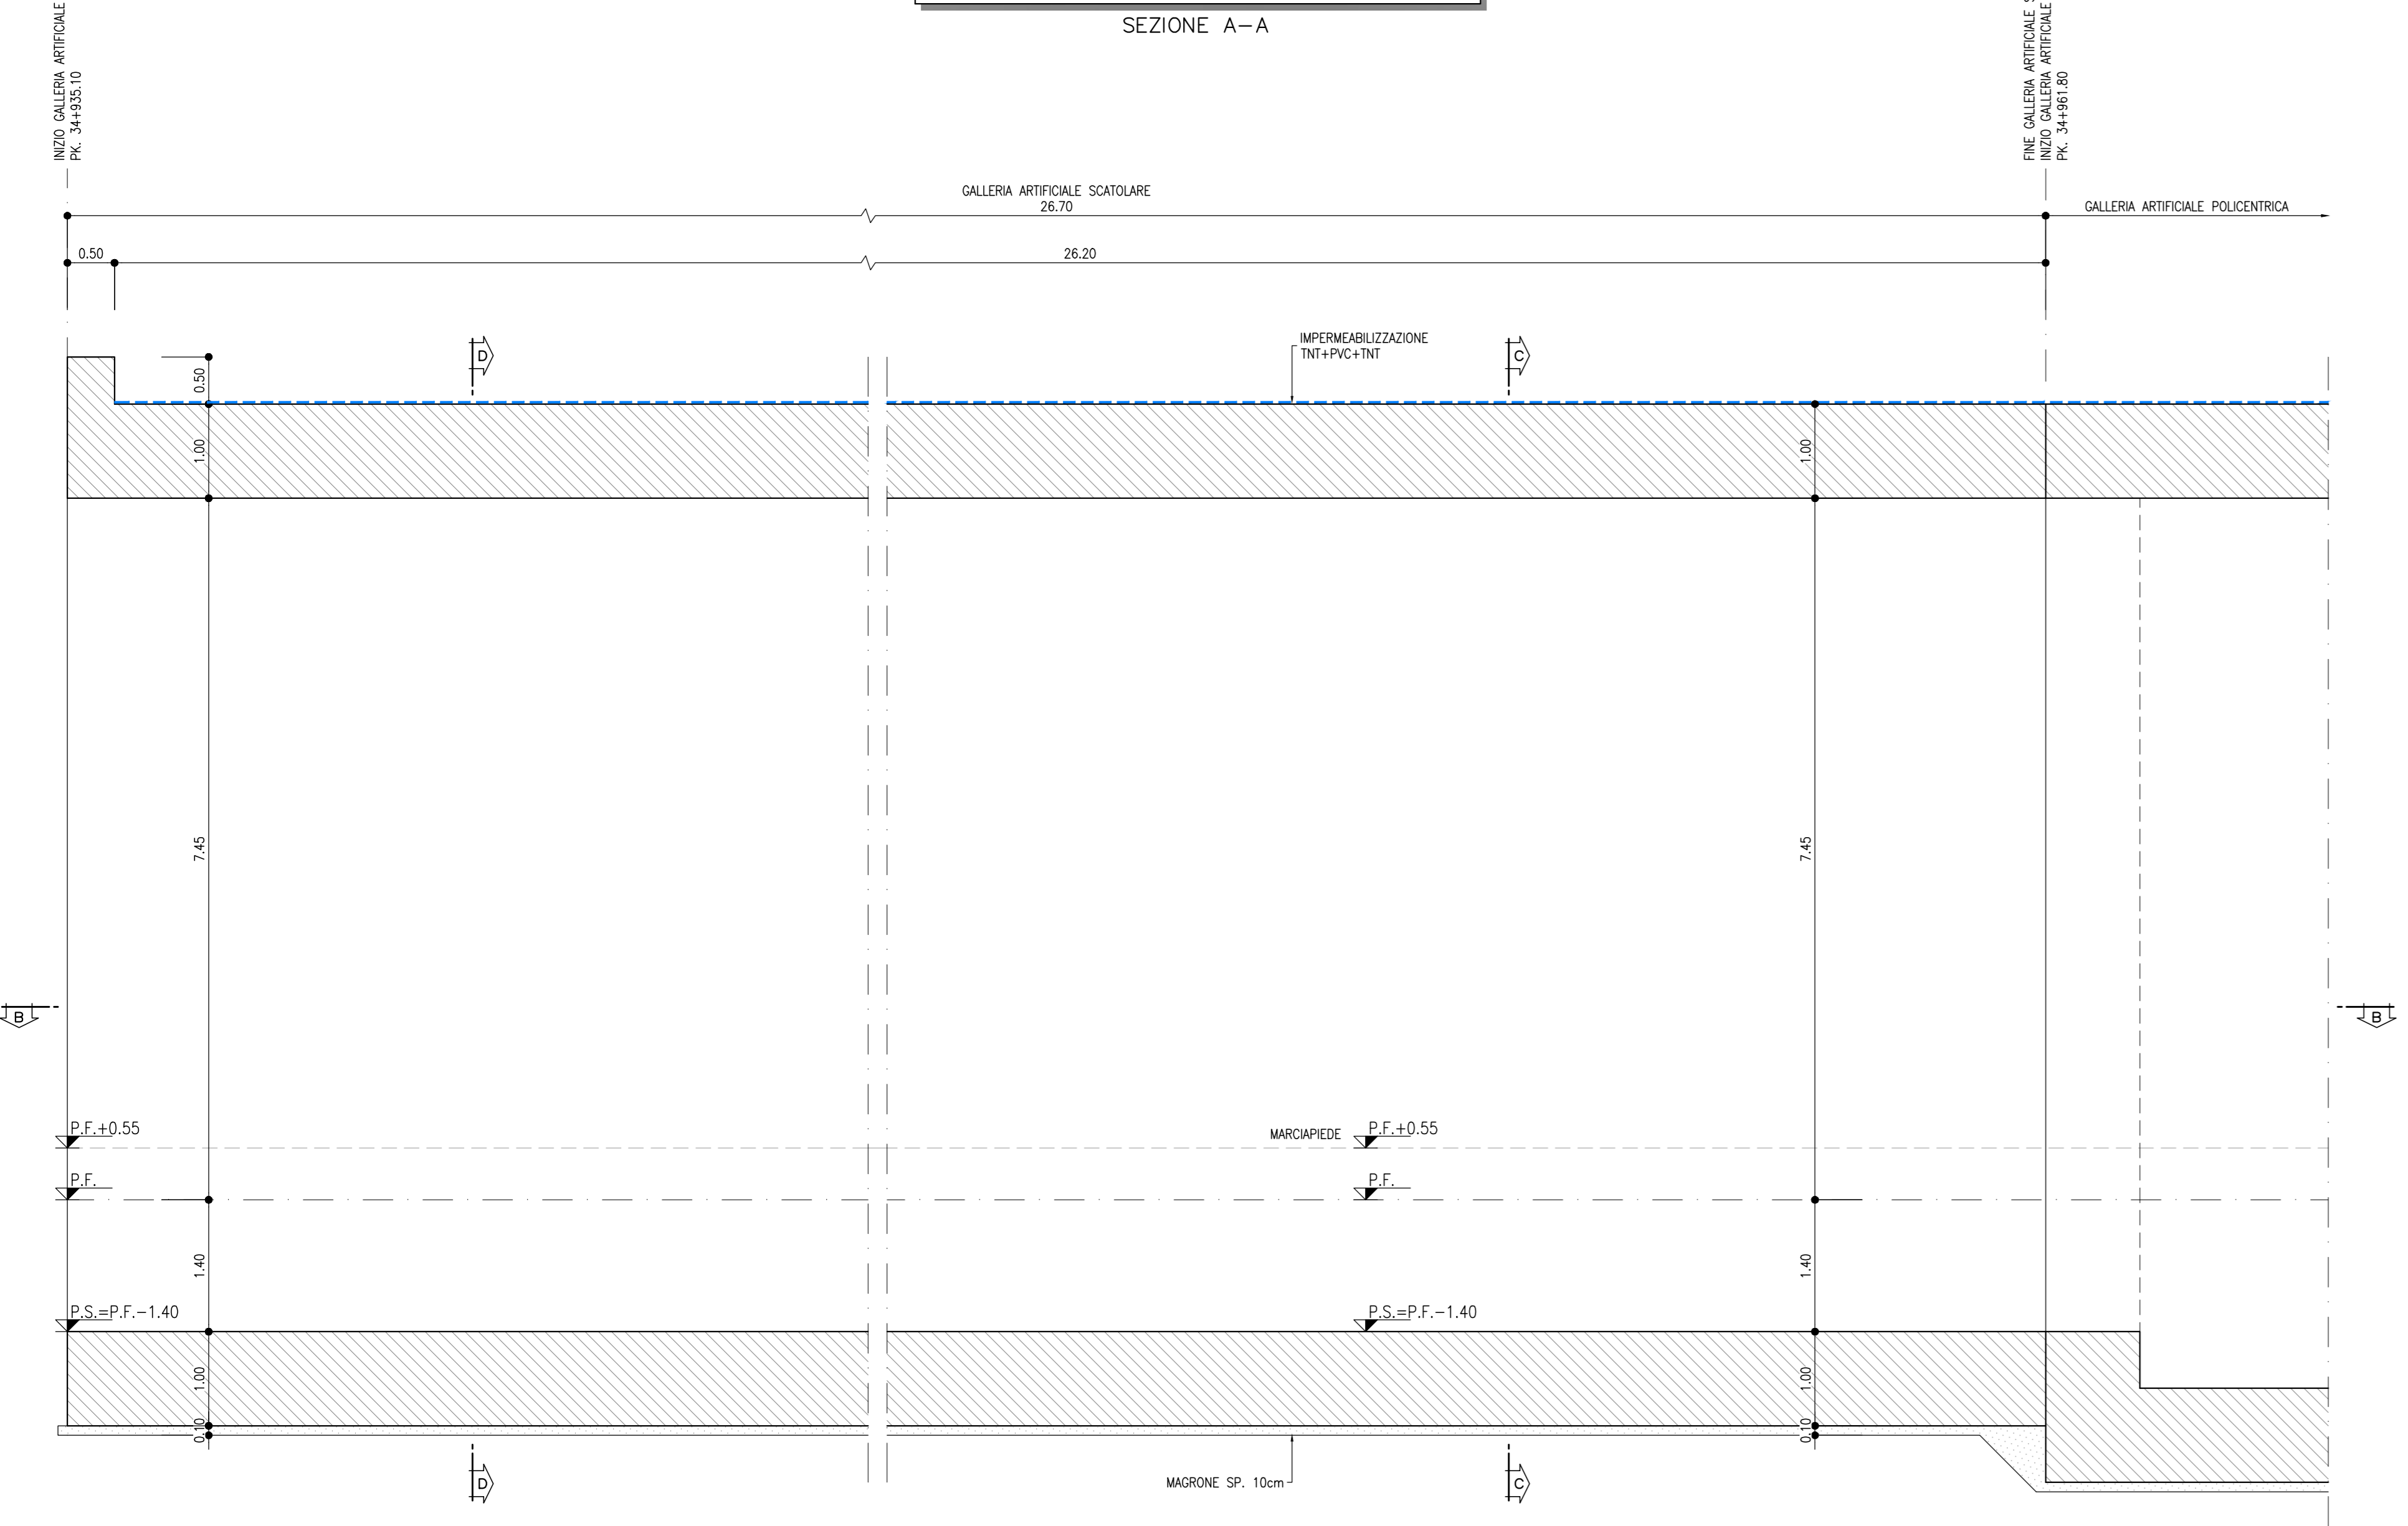 SEZIONE A-A
INIZIO GALLERIA ARTIFICIALE
PK. 34+935.10
FINE GALLERIA ARTIFICIALE
INIZIO GALLERIA ARTIFICIALE
PK. 34+961.80
GALLERIA ARTIFICIALE SCATOLARE
26.70
GALLERIA ARTIFICIALE POLICENTRICA
0.50
26.20
D
IMPERMEABILIZZAZIONE
TNT+PVC+TNT
C
0.50
1.00
1.00
7.45
7.45
B
B
P.F.+0.55
MARCIAPIEDE
P.F.+0.55
P.F.
P.F.
1.40
1.40
P.S.=P.F.-1.40
P.S.=P.F.-1.40
1.00
1.00
0.10
0.10
D
MAGRONE SP. 10cm
C